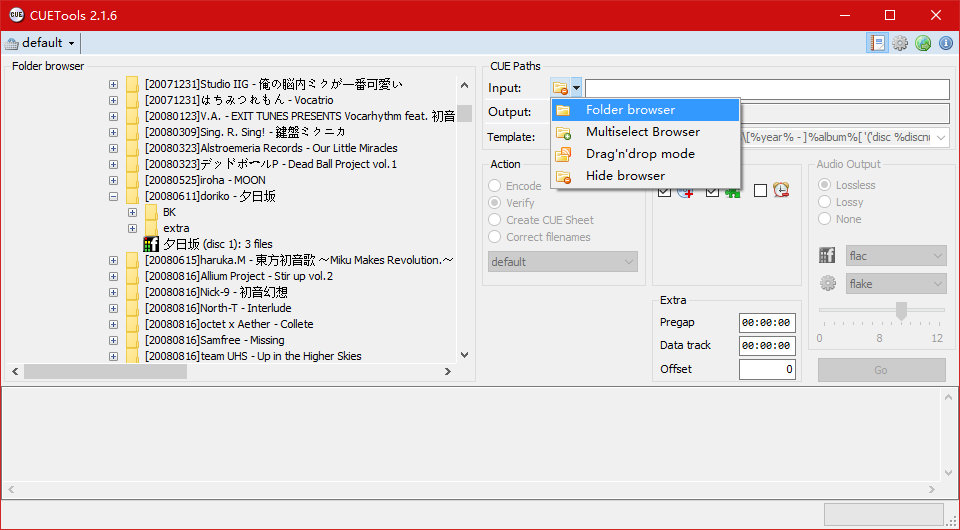 CUE CUETools 2.1.6
default
Folder browser
[20071231]Studio IIG - 俺の脳内ミクが一番可愛い
[20071231]はちみつれもん - Vocatrio
[20080123]V.A. - EXIT TUNES PRESENTS Vocarhythm feat. 初音
[20080309]Sing. R. Sing! - 鍵盤ミクニカ
[20080323]Alstroemeria Records - Our Little Miracles
[20080323]デッドボールP - Dead Ball Project vol.1
[20080525]iroha - MOON
[20080611]doriko - 夕日坂
BK
extra
夕日坂 (disc 1): 3 files
[20080615]haruka.M - 東方初音歌 ～Miku Makes Revolution.～
[20080816]Allium Project - Stir up vol.2
[20080816]Nick-9 - 初音幻想
[20080816]North-T - Interlude
[20080816]octet x Aether - Collete
[20080816]Samfree - Missing
[20080816]team UHS - Up in the Higher Skies
CUE Paths
Input:
Output:
Template:
\[%year% - ]%album%[ '('disc %discnu
Folder browser
Multiselect Browser
Drag'n'drop mode
Hide browser
Action
Encode
Verify
Create CUE Sheet
Correct filenames
default
Extra
Pregap 00:00:00
Data track 00:00:00
Offset 0
Audio Output
Lossless
Lossy
None
flac
flake
0 8 12
Go